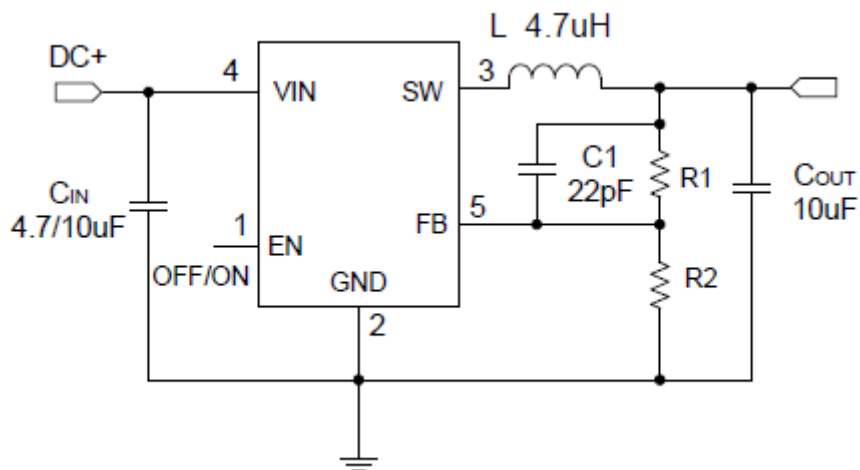 L 4.7uH
DC+
4
3
VIN
SW
C1
22pF
R1
CIN
4.7/10uF
COUT
10uF
1
5
FB
EN
OFF/ON
GND
R2
2